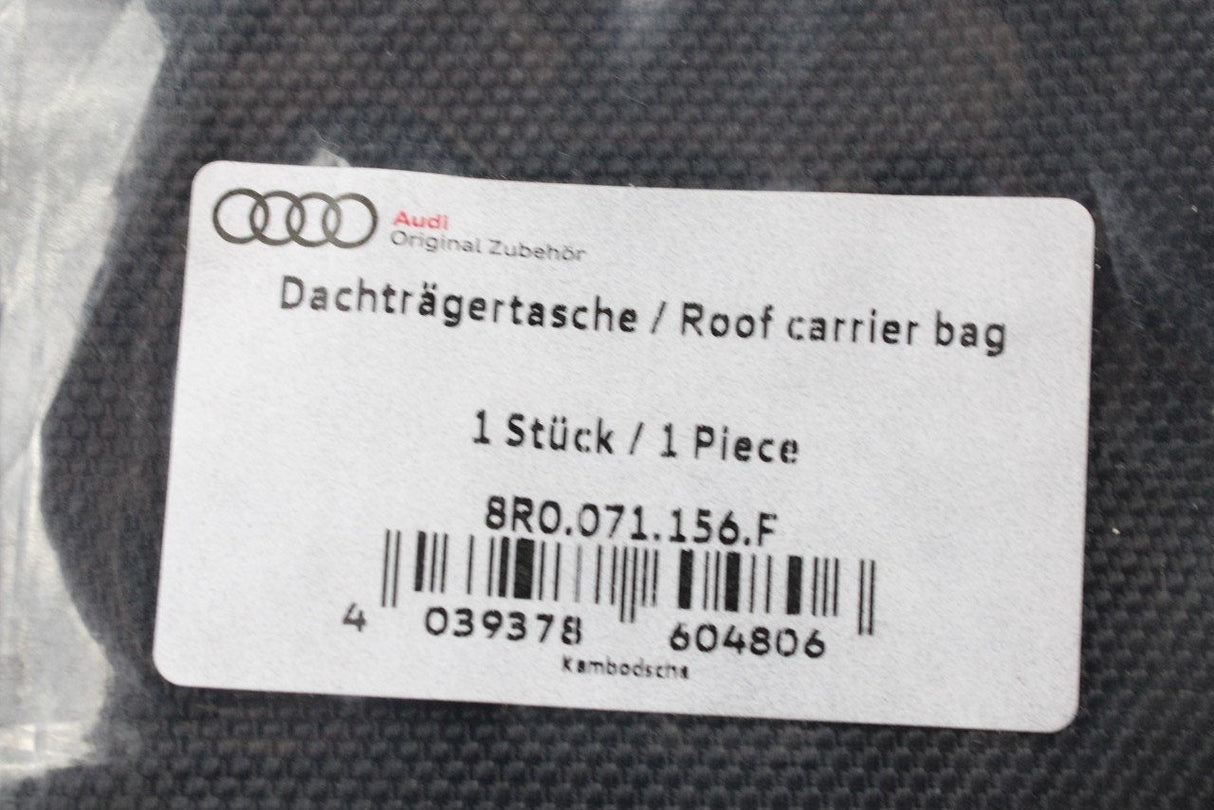 Audi
Original Zubehör
Dachträgertasche / Roof carrier bag
1 Stück / 1 Piece
8R0.071.156.F
4 039378 604806
Kambodscha